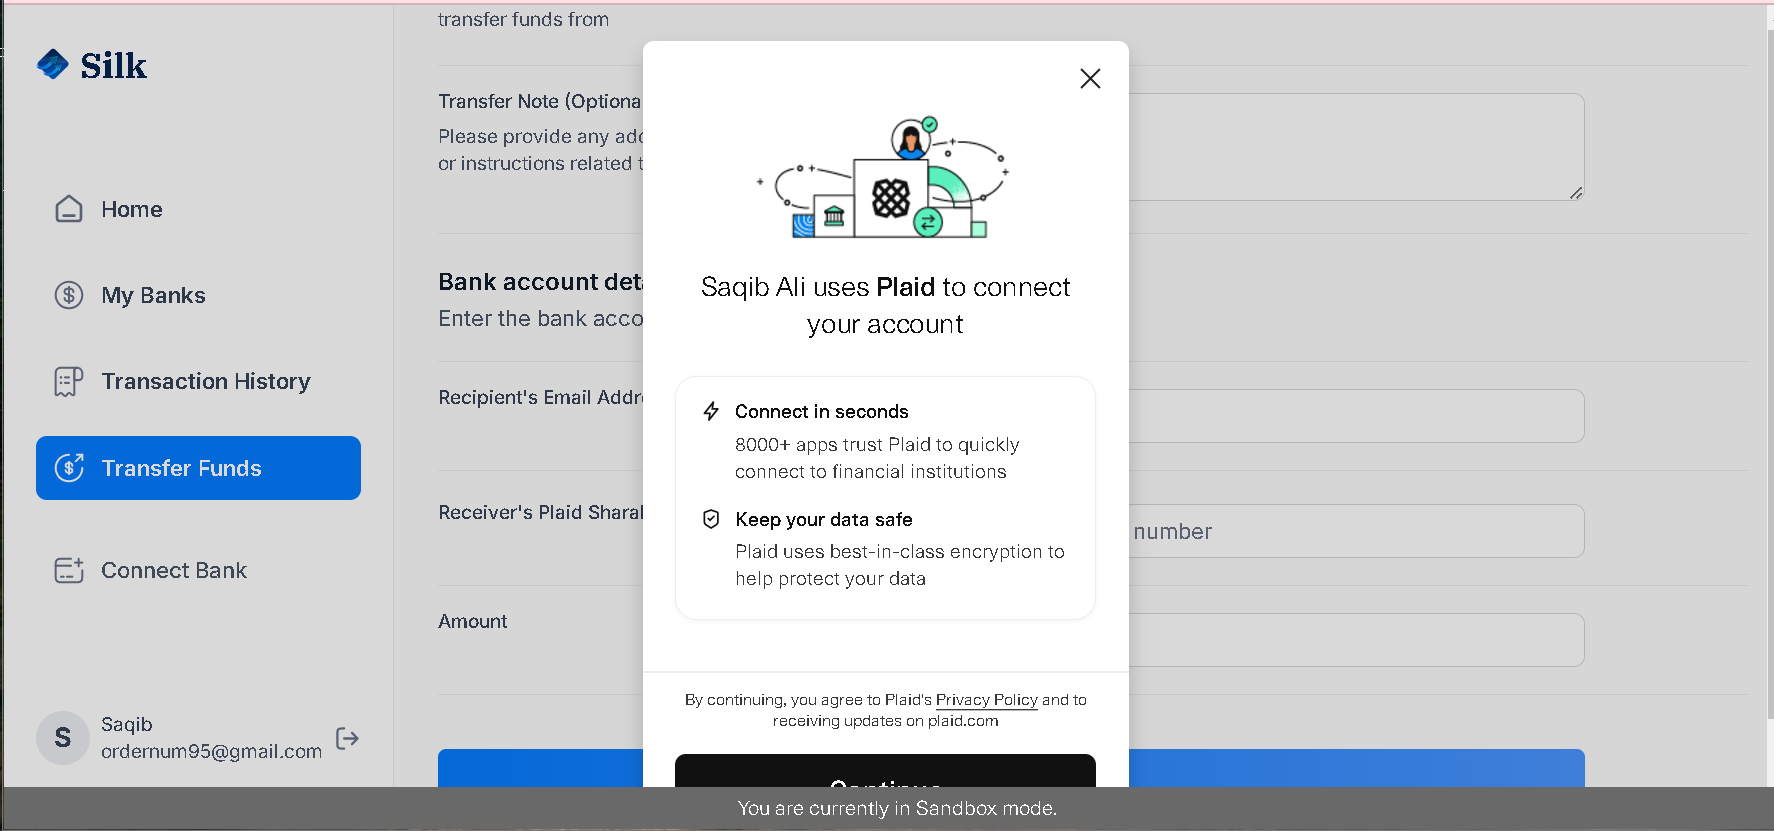 Silk
Home
My Banks
Transaction History
Transfer Funds
Connect Bank
S
Saqib
ordernum95@gmail.com
transfer funds from
Transfer Note (Optiona
Please provide any add
or instructions related t
Bank account deta
Enter the bank acco
Recipient's Email Addre
Receiver's Plaid Sharal
number
Amount
Saqib Ali uses Plaid to connect
your account
Connect in seconds
8000+ apps trust Plaid to quickly
connect to financial institutions
Keep your data safe
Plaid uses best-in-class encryption to
help protect your data
By continuing, you agree to Plaid's Privacy Policy and to
receiving updates on plaid.com
Continue
You are currently in Sandbox mode.